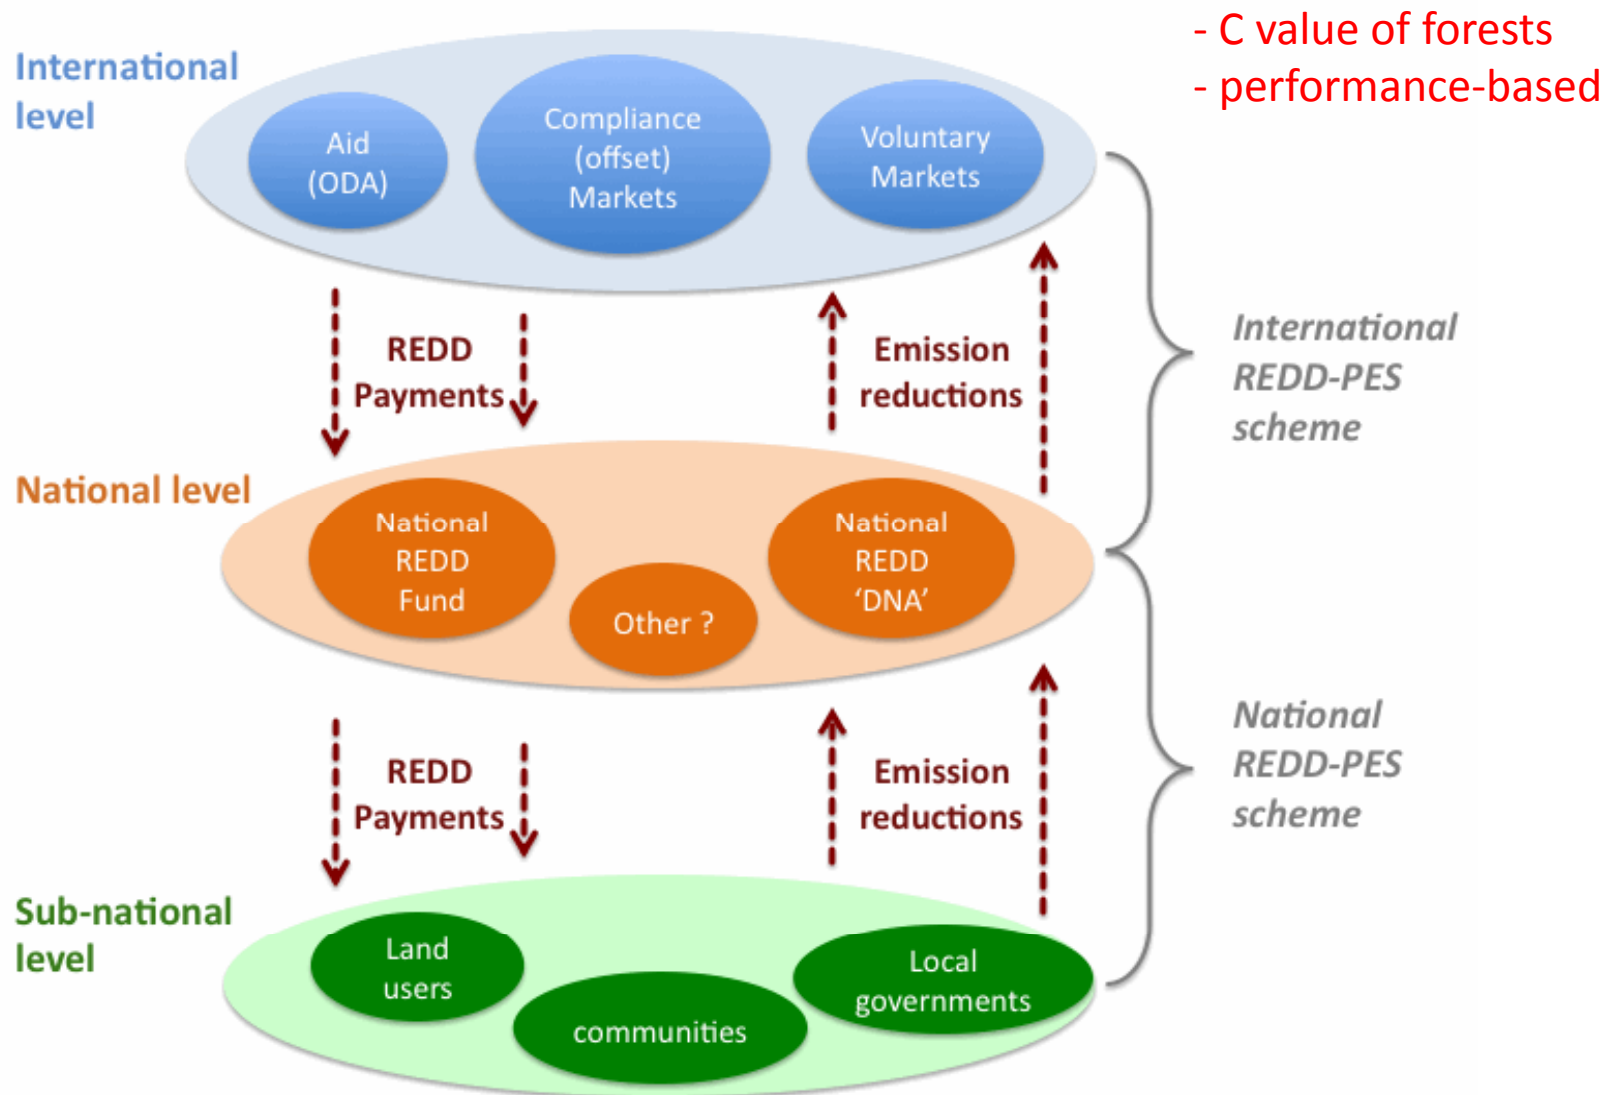 - C value of forests
- performance-based
International
level
Aid
(ODA)
Compliance
(offset)
Markets
Voluntary
Markets
REDD
Payments
Emission
reductions
International
REDD-PES
scheme
National level
National
REDD
Fund
Other ?
National
REDD
‘DNA’
REDD
Payments
Emission
reductions
National
REDD-PES
scheme
Sub-national
level
Land
users
communities
Local
governments